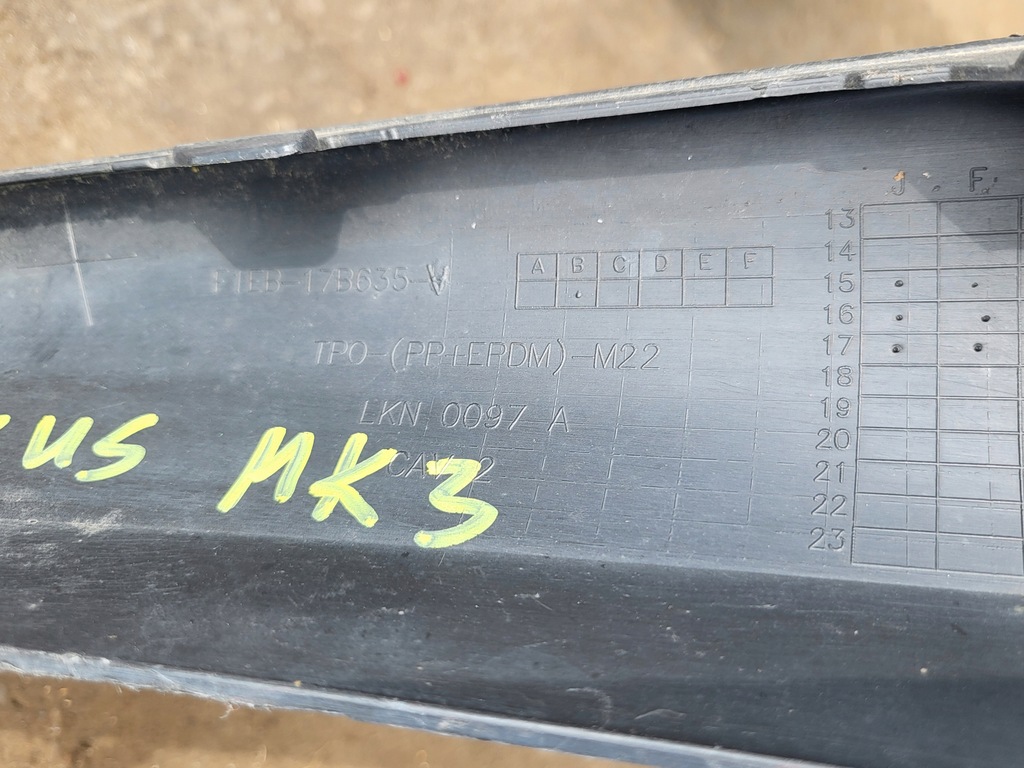 J F
13
14
A B C D E F
15
F1EB-17B635-
16
17
TPO-(PP+EPDM)-M22
18
LKN 0097 A
19
20
CAV 2
21
22
23
US MK3